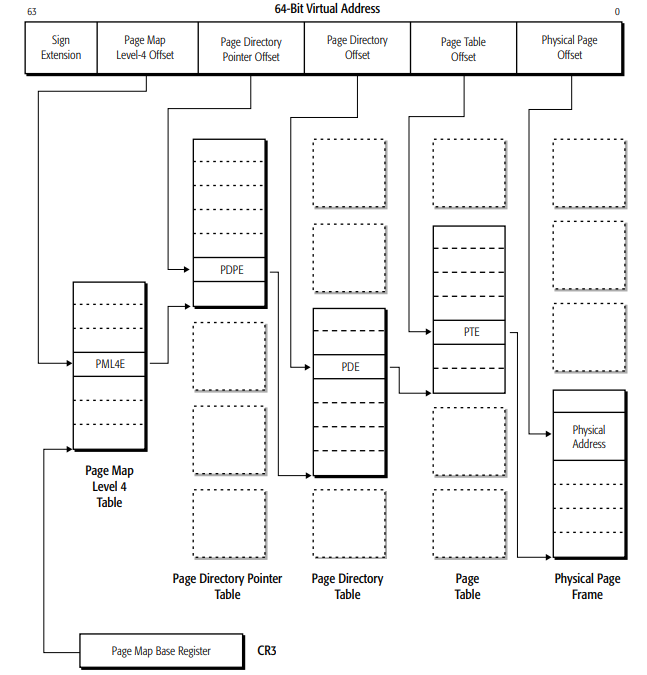 64-Bit Virtual Address
63
0
Sign
Extension
Page Map
Level-4 Offset
Page Directory
Pointer Offset
Page Directory
Offset
Page Table
Offset
Physical Page
Offset
PDPE
PML4E
PDE
PTE
Physical
Address
Page Map
Level 4
Table
Page Directory Pointer
Table
Page Directory
Table
Page
Table
Physical Page
Frame
Page Map Base Register
CR3